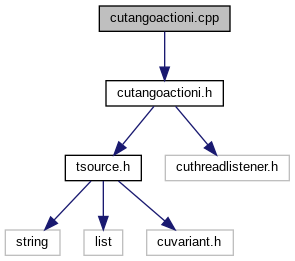 cutangoactioni.cpp
cutangoactioni.h
tsource.h
cuthreadlistener.h
string
list
cuvariant.h